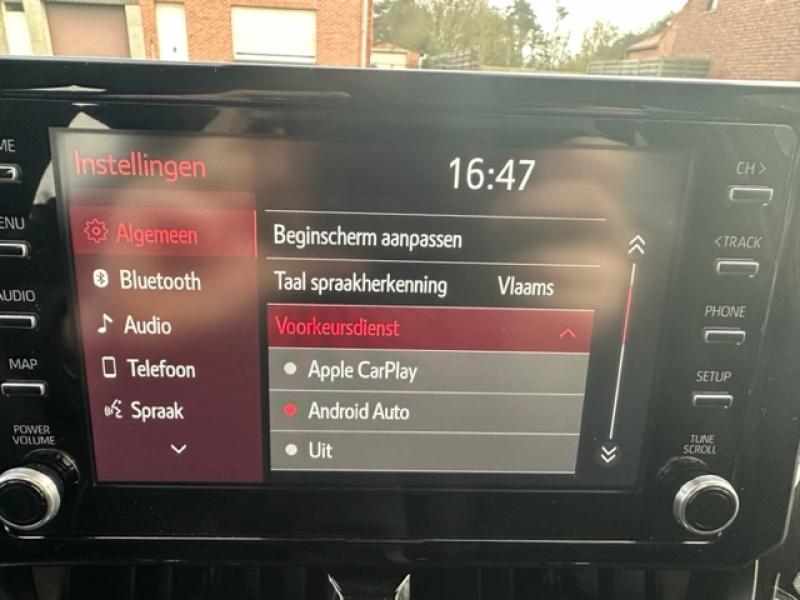 Instellingen
16:47
Algemeen
Bluetooth
Audio
Telefoon
Spraak
Beginscherm aanpassen
Taal spraakherkenning Vlaams
Voorkeursdienst
Apple CarPlay
Android Auto
Uit
MAP
POWER
VOLUME
CH >
< TRACK
PHONE
SETUP
TUNE
SCROLL